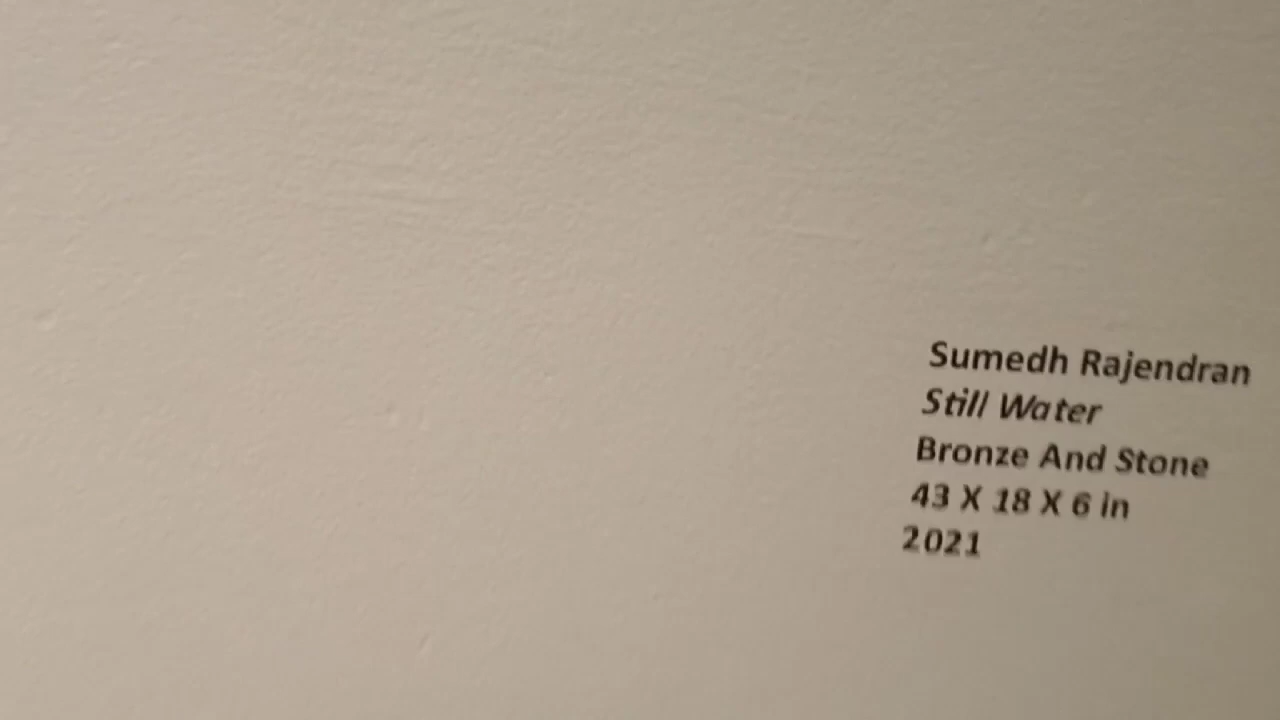 Sumedh Rajendran
Still Water
Bronze And Stone
43 X 18 X 6 in
2021